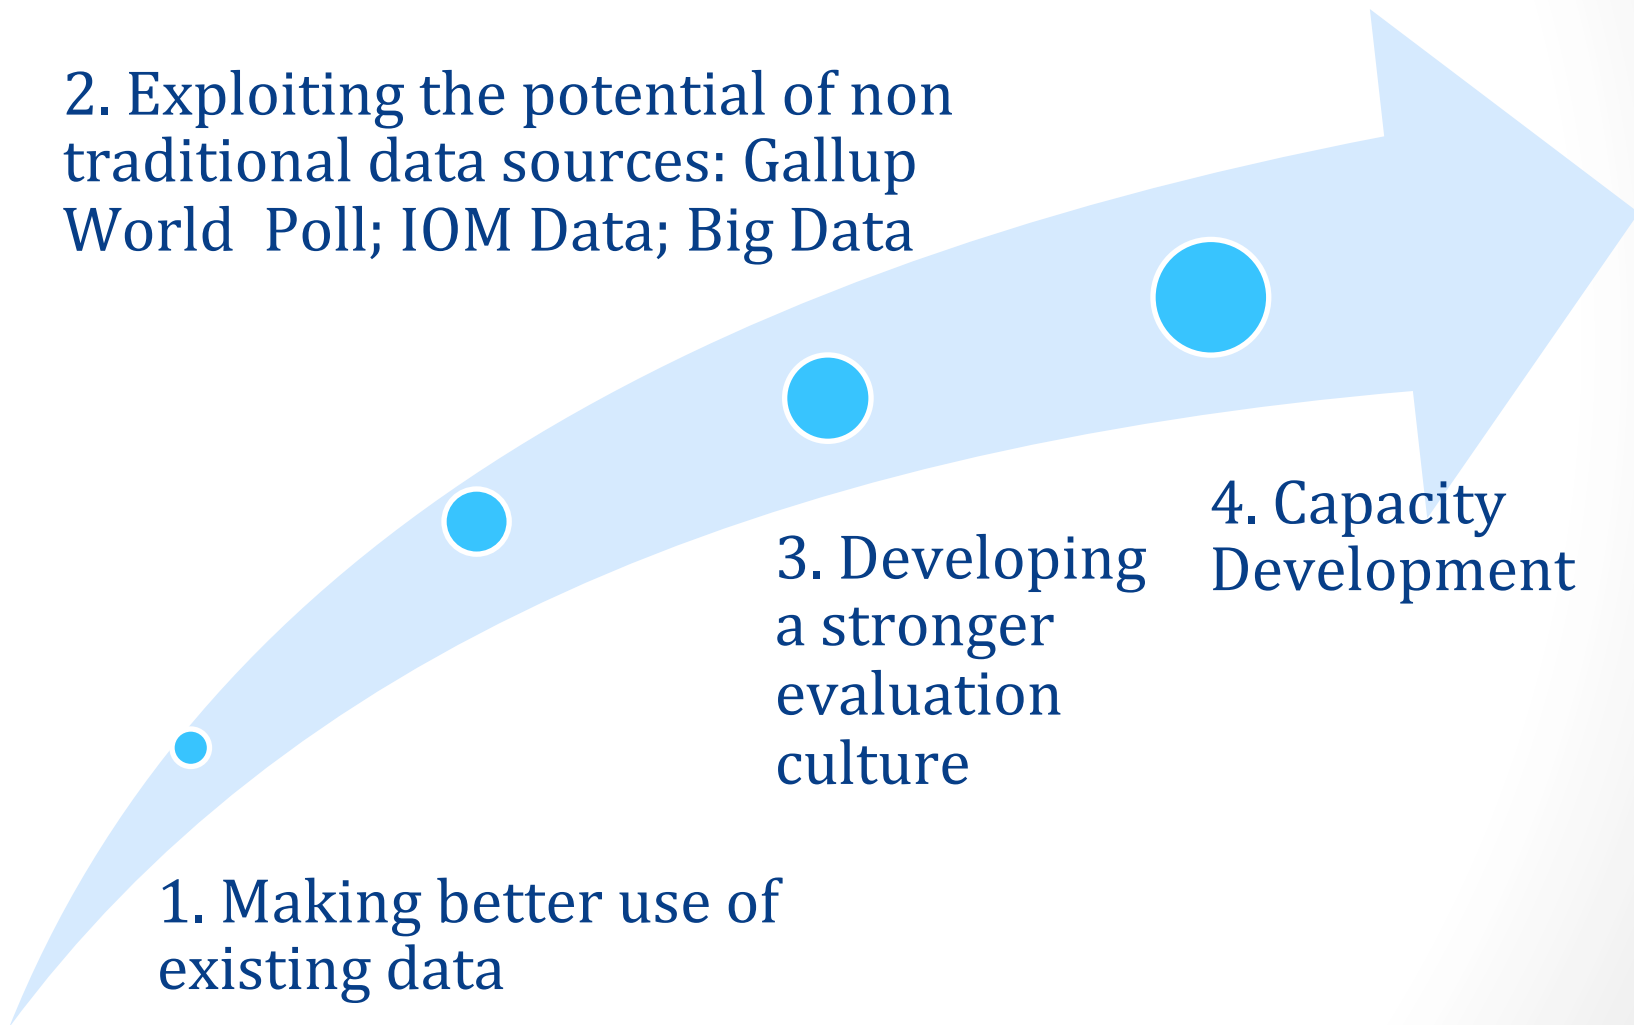 2. Exploiting the potential of non
traditional data sources: Gallup
World  Poll; IOM Data; Big Data
4. Capacity
Development
3. Developing
a stronger
evaluation
culture
1. Making better use of
existing data